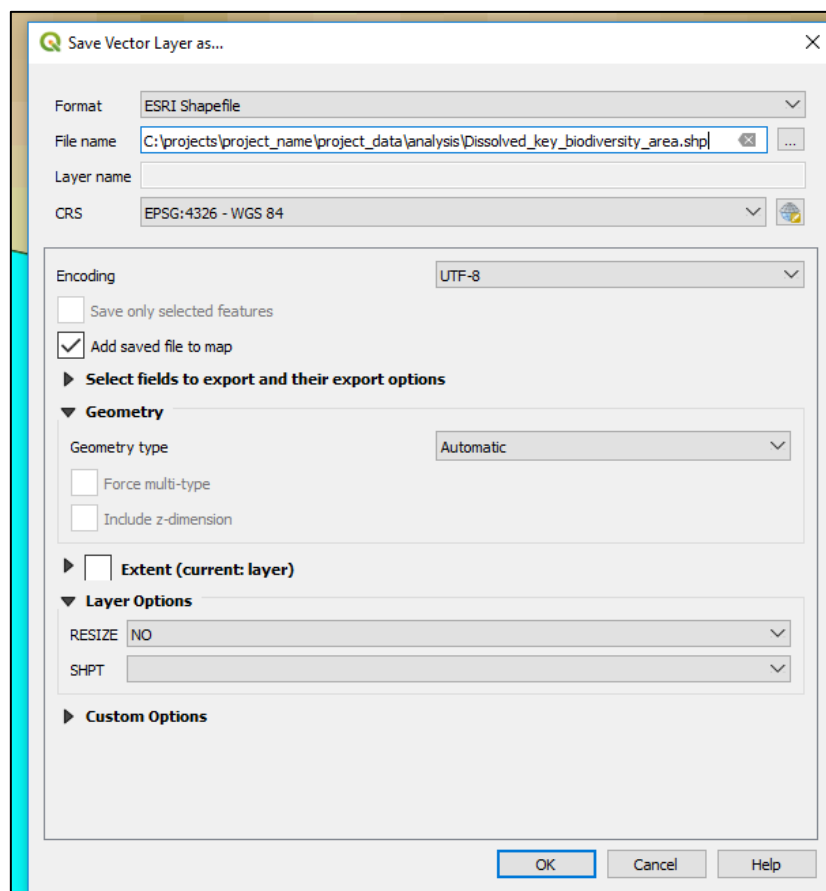 Save Vector Layer as...
Format ESRI Shapefile
File name C:\projects\project_name\project_data\analysis\Dissolved_key_biodiversity_area.shp ...
Layer name
CRS EPSG:4326 - WGS 84
Encoding UTF-8
Save only selected features
Add saved file to map
Select fields to export and their export options
Geometry
Geometry type Automatic
Force multi-type
Include z-dimension
Extent (current: layer)
Layer Options
RESIZE NO
SHPT
Custom Options
OK Cancel Help